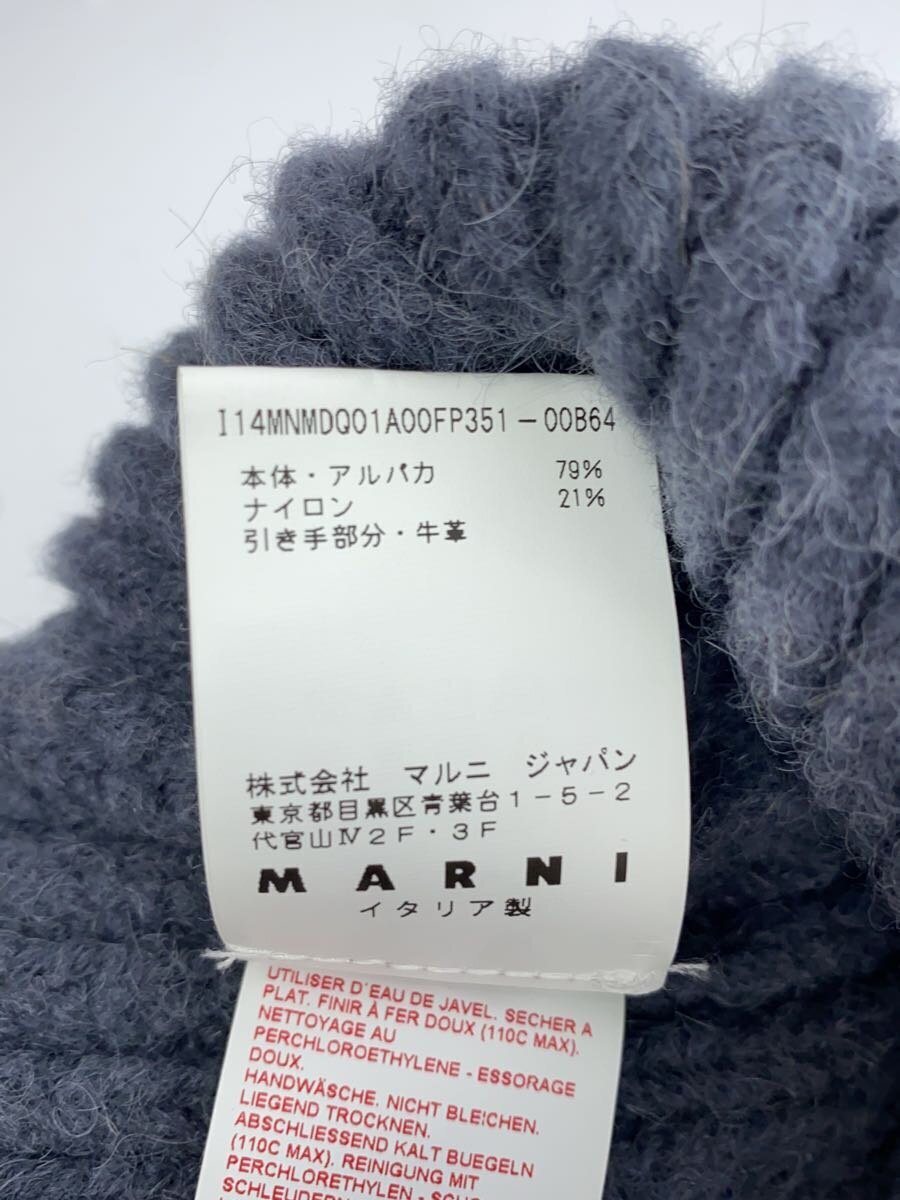 I14MNMDQ01A00FP351-00B64
本体・アルパカ 79%
ナイロン 21%
引き手部分・牛革
株式会社 マルニ ジャパン
東京都目黒区青葉台1-5-2
代官山Ⅳ2F・3F
MARNI
イタリア製
UTILISER D'EAU DE JAVEL. SECHER A
PLAT. FINIR À FER DOUX (110C MAX).
NETTOYAGE AU
PERCHLOROETHYLENE - ESSORAGE
DOUX.
HANDWÄSCHE. NICHT BLEICHEN.
LIEGEND TROCKNEN.
ABSCHLIESSEND KALT BUEGELN
(110C MAX). REINIGUNG MIT
PERCHLORETHYLEN -